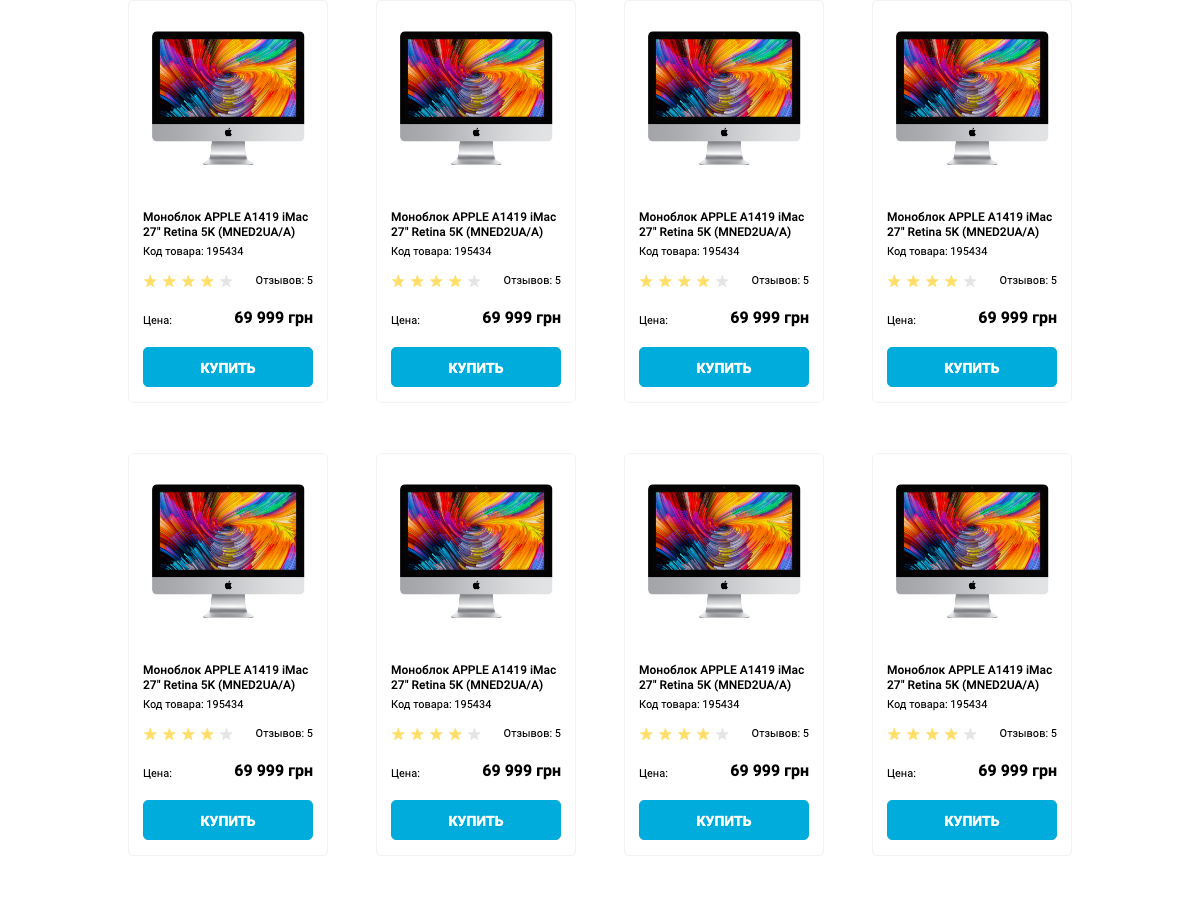 Моноблок APPLE A1419 iMac
27" Retina 5K (MNED2UA/A)
Код товара: 195434
Отзывов: 5
Цена: 69 999 грн
КУПИТЬ
Моноблок APPLE A1419 iMac
27" Retina 5K (MNED2UA/A)
Код товара: 195434
Отзывов: 5
Цена: 69 999 грн
КУПИТЬ
Моноблок APPLE A1419 iMac
27" Retina 5K (MNED2UA/A)
Код товара: 195434
Отзывов: 5
Цена: 69 999 грн
КУПИТЬ
Моноблок APPLE A1419 iMac
27" Retina 5K (MNED2UA/A)
Код товара: 195434
Отзывов: 5
Цена: 69 999 грн
КУПИТЬ
Моноблок APPLE A1419 iMac
27" Retina 5K (MNED2UA/A)
Код товара: 195434
Отзывов: 5
Цена: 69 999 грн
КУПИТЬ
Моноблок APPLE A1419 iMac
27" Retina 5K (MNED2UA/A)
Код товара: 195434
Отзывов: 5
Цена: 69 999 грн
КУПИТЬ
Моноблок APPLE A1419 iMac
27" Retina 5K (MNED2UA/A)
Код товара: 195434
Отзывов: 5
Цена: 69 999 грн
КУПИТЬ
Моноблок APPLE A1419 iMac
27" Retina 5K (MNED2UA/A)
Код товара: 195434
Отзывов: 5
Цена: 69 999 грн
КУПИТЬ